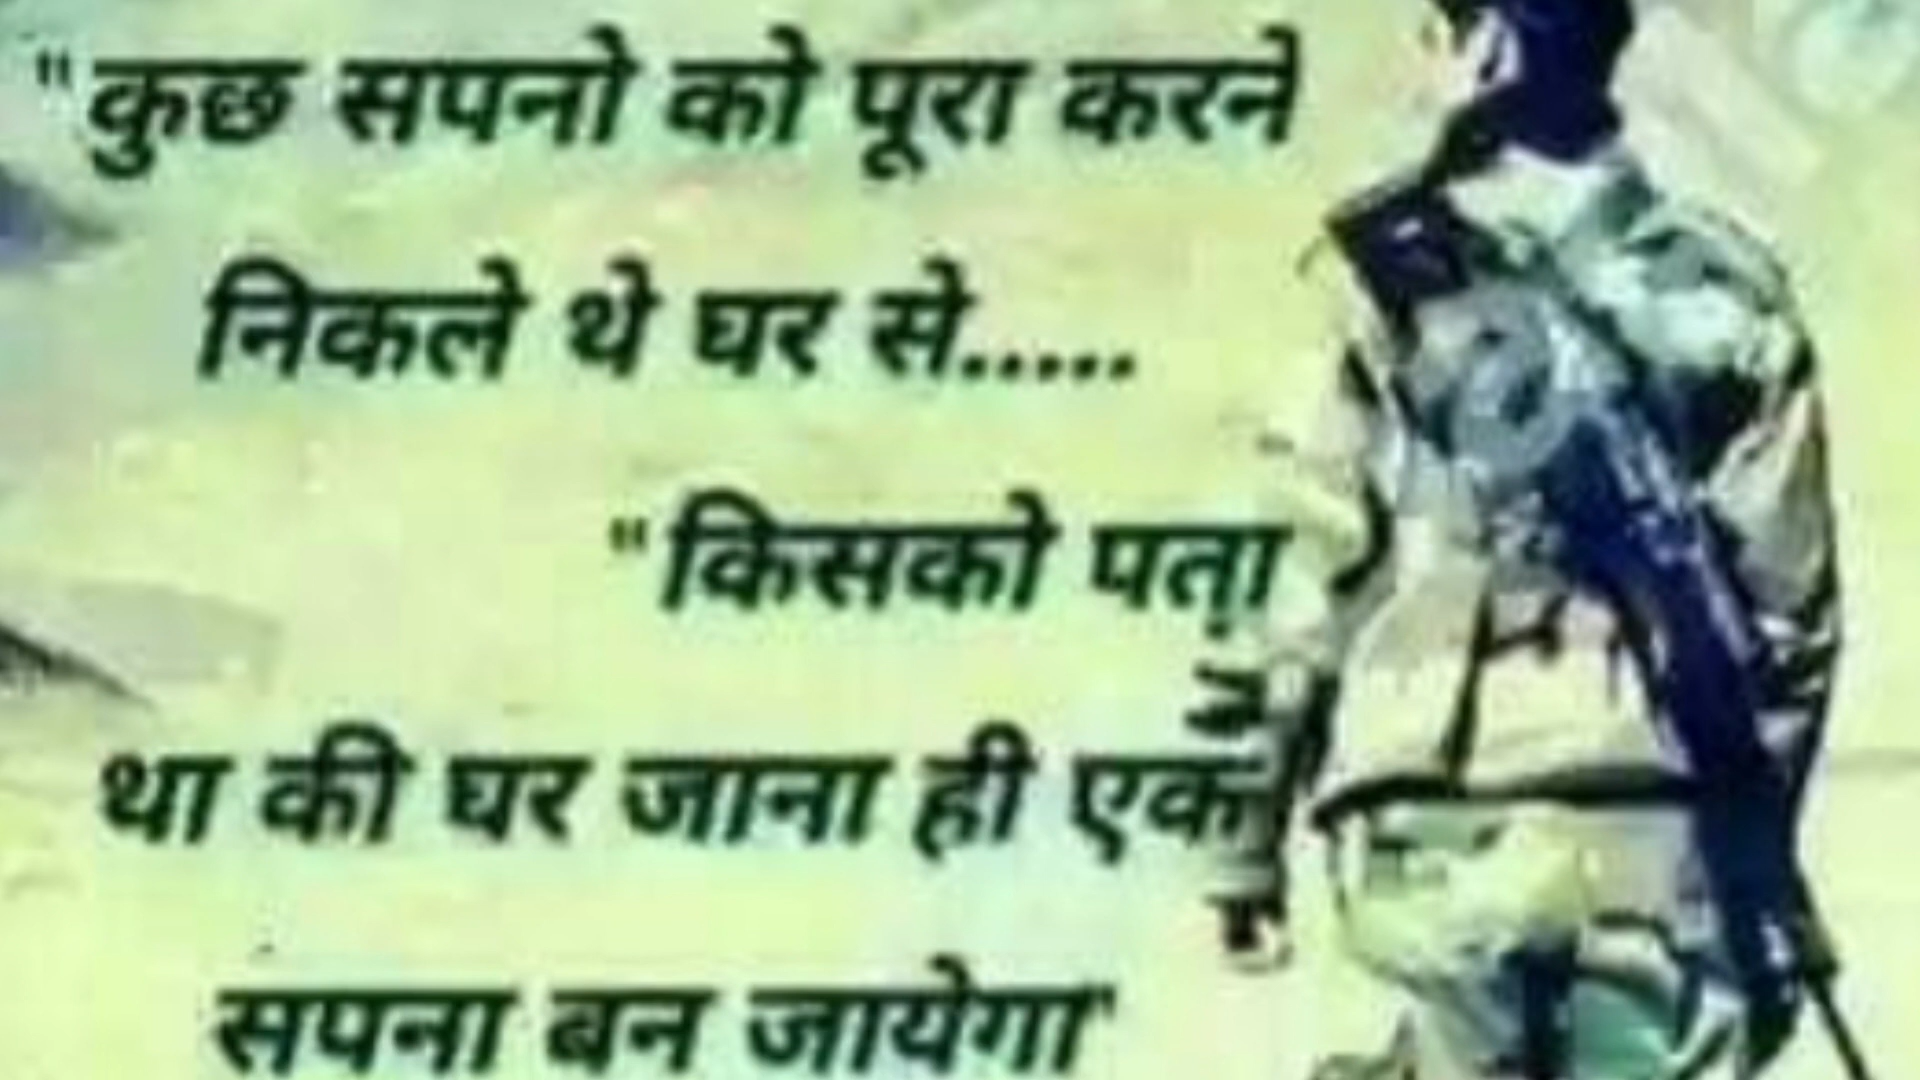 "कुछ सपनो को पूरा करने
निकले थे घर से.....
"किसको पता
था की घर जाना ही एक
सपना बन जायेगा"